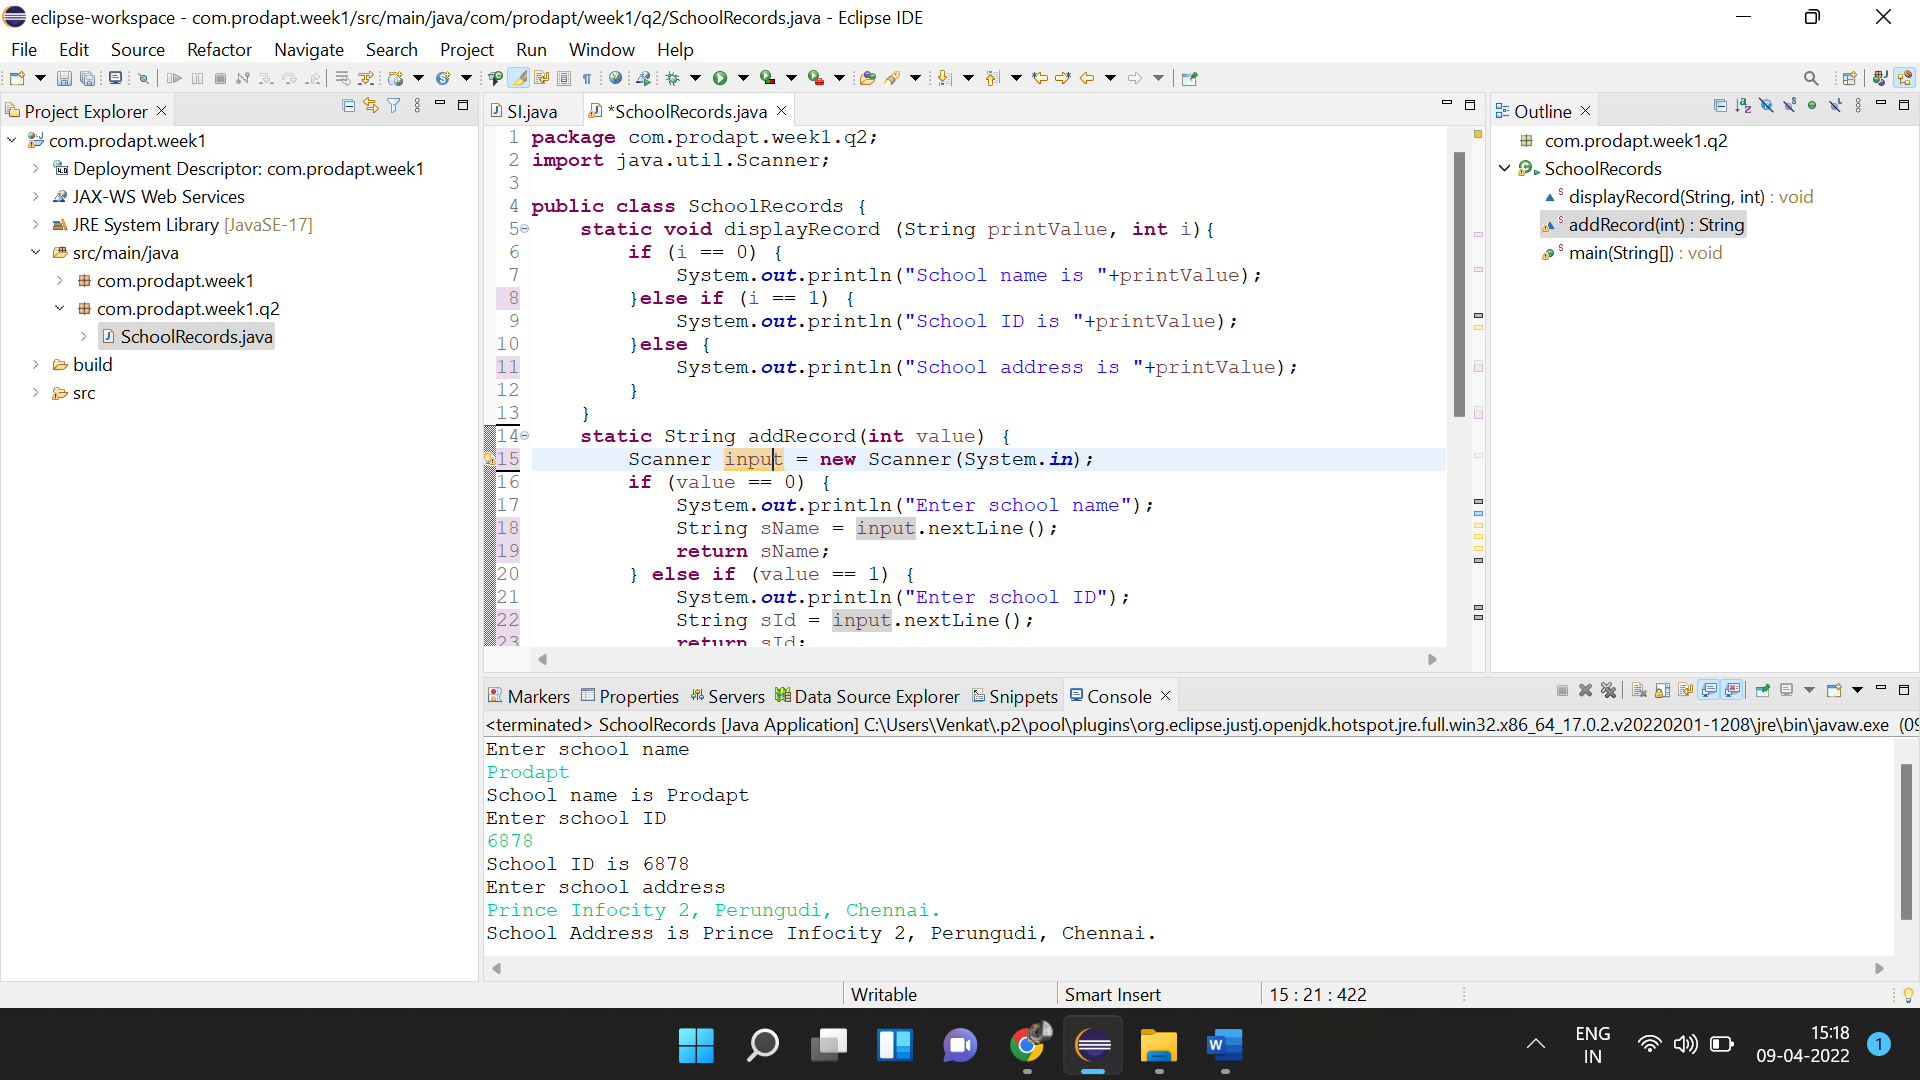 eclipse-workspace - com.prodapt.week1/src/main/java/com/prodapt/week1/q2/SchoolRecords.java - Eclipse IDE
File Edit Source Refactor Navigate Search Project Run Window Help
Project Explorer
com.prodapt.week1
Deployment Descriptor: com.prodapt.week1
JAX-WS Web Services
JRE System Library [JavaSE-17]
src/main/java
com.prodapt.week1
com.prodapt.week1.q2
SchoolRecords.java
build
src
SI.java *SchoolRecords.java
1 package com.prodapt.week1.q2;
2 import java.util.Scanner;
3
4 public class SchoolRecords {
5 static void displayRecord (String printValue, int i){
6 if (i == 0) {
7 System.out.println("School name is "+printValue);
8 }else if (i == 1) {
9 System.out.println("School ID is "+printValue);
10 }else {
11 System.out.println("School address is "+printValue);
12 }
13 }
14 static String addRecord(int value) {
15 Scanner input = new Scanner(System.in);
16 if (value == 0) {
17 System.out.println("Enter school name");
18 String sName = input.nextLine();
19 return sName;
20 } else if (value == 1) {
21 System.out.println("Enter school ID");
22 String sId = input.nextLine();
23 return sId;
Outline
com.prodapt.week1.q2
SchoolRecords
displayRecord(String, int) : void
addRecord(int) : String
main(String[]) : void
Markers Properties Servers Data Source Explorer Snippets Console
<terminated> SchoolRecords [Java Application] C:\Users\Venkat\.p2\pool\plugins\org.eclipse.justj.openjdk.hotspot.jre.full.win32.x86_64_17.0.2.v20220201-1208\jre\bin\javaw.exe (09
Enter school name
Prodapt
School name is Prodapt
Enter school ID
6878
School ID is 6878
Enter school address
Prince Infocity 2, Perungudi, Chennai.
School Address is Prince Infocity 2, Perungudi, Chennai.
Writable Smart Insert 15 : 21 : 422
ENG
IN
15:18
09-04-2022
1